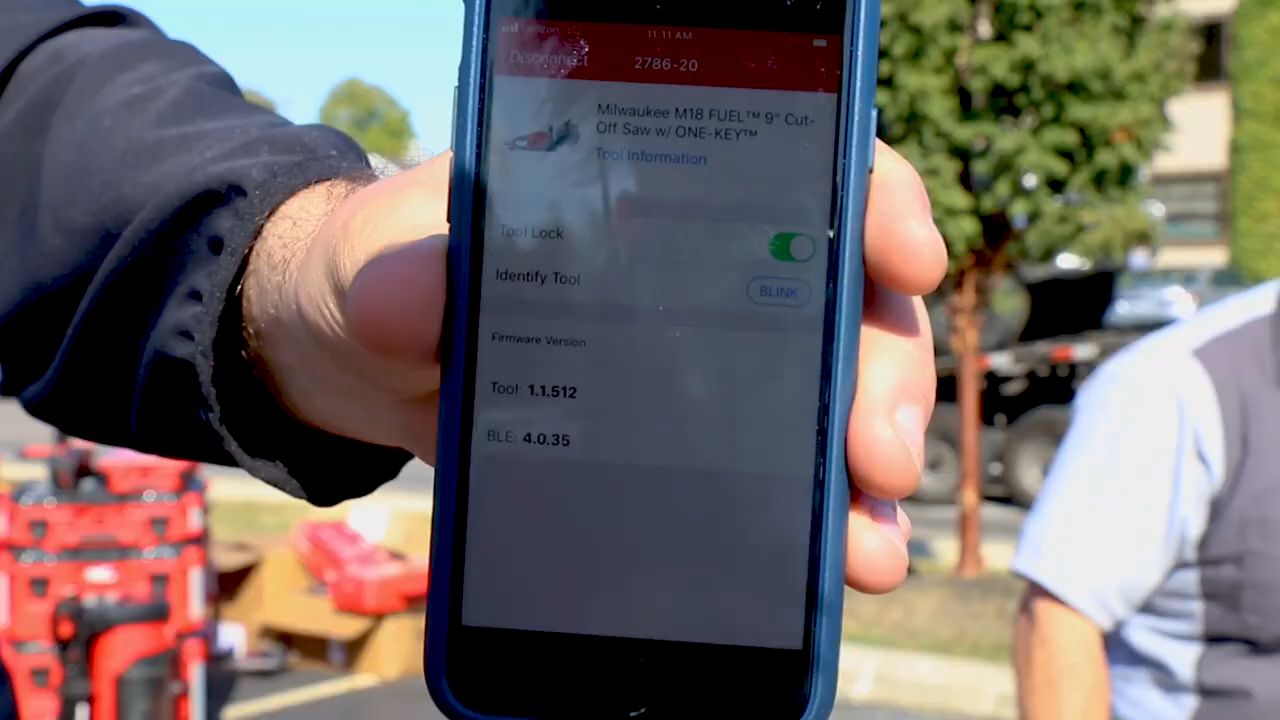 11:11 AM
Disconnect 2786-20
Milwaukee M18 FUEL™ 9" Cut-
Off Saw w/ ONE-KEY™
Tool Information
Tool Lock
Identify Tool BLINK
Firmware Version
Tool: 1.1.512
BLE: 4.0.35